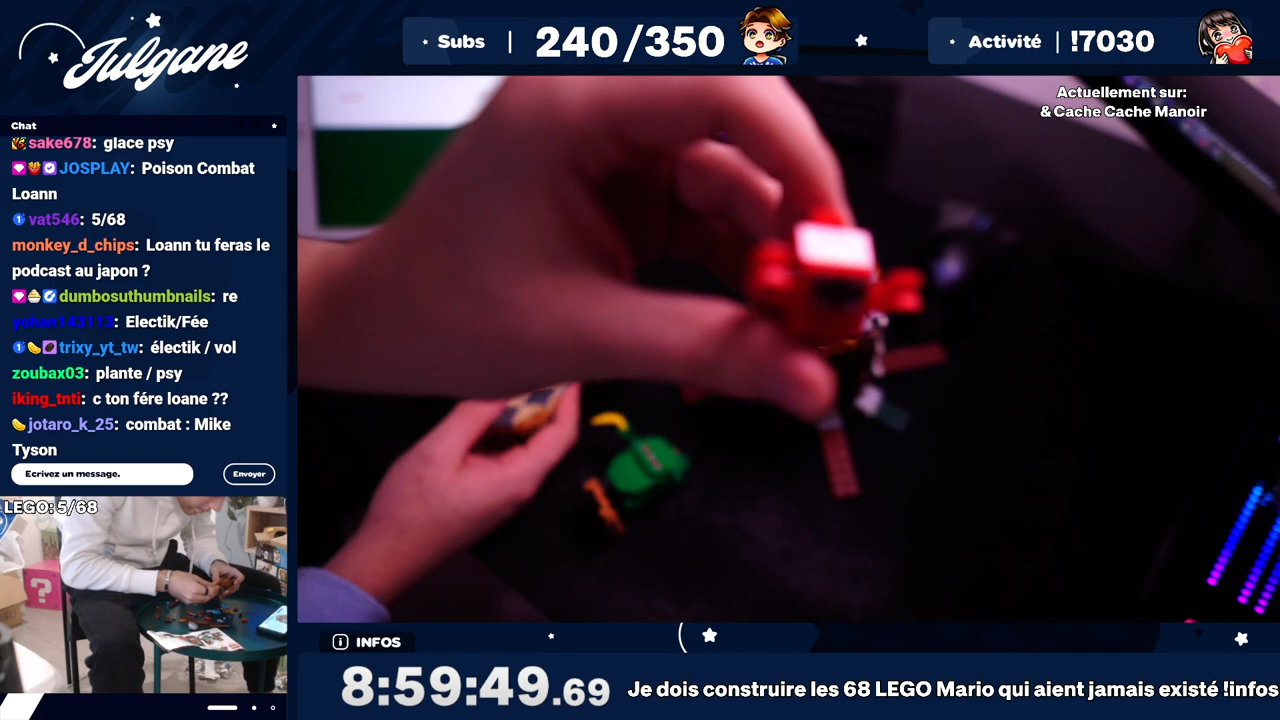 Julgane
Subs | 240/350
Activité | !7030
Actuellement sur:
& Cache Cache Manoir
Chat
sake678: glace psy
JOSPLAY: Poison Combat
Loann
vat546: 5/68
monkey_d_chips: Loann tu feras le
podcast au japon ?
dumbosuthumbnails: re
yohan143113: Electik/Fée
trixy_yt_tw: électik / vol
zoubax03: plante / psy
iking_tnti: c ton fére loane ??
jotaro_k_25: combat : Mike
Tyson
Ecrivez un message.
Envoyer
LEGO: 5/68
INFOS
8:59:49.69
Je dois construire les 68 LEGO Mario qui aient jamais existé !infos